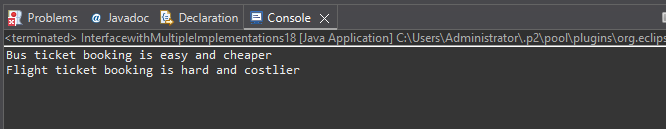 Problems @ Javadoc Declaration Console
<terminated> InterfacewithMultipleImplementations18 [Java Application] C:\Users\Administrator\.p2\pool\plugins\org.eclips
Bus ticket booking is easy and cheaper
Flight ticket booking is hard and costlier